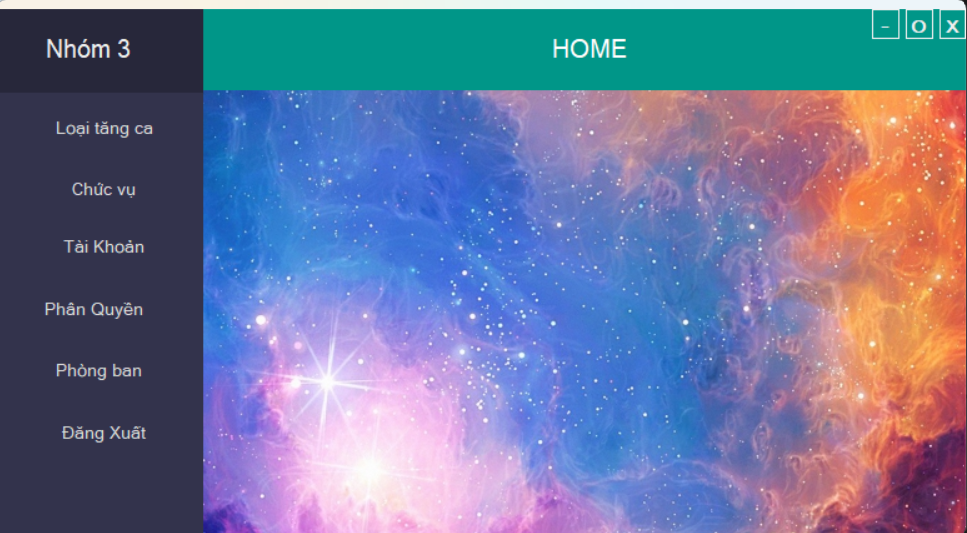 Nhóm 3
HOME
- O X
Loại tăng ca
Chức vụ
Tài Khoản
Phân Quyền
Phòng ban
Đăng Xuất